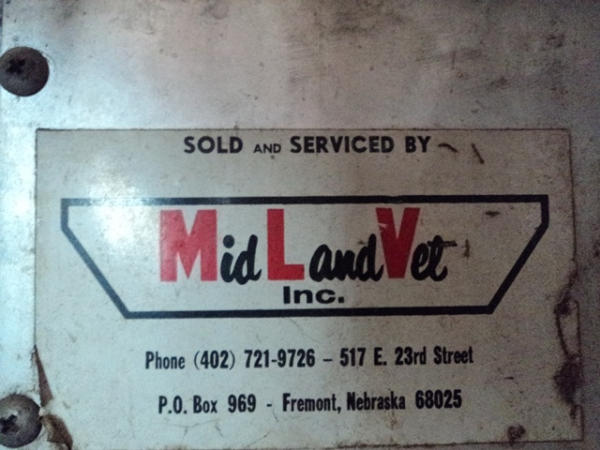 SOLD AND SERVICED BY
MidLandVet
Inc.
Phone (402) 721-9726 - 517 E. 23rd Street
P.O. Box 969 - Fremont, Nebraska 68025